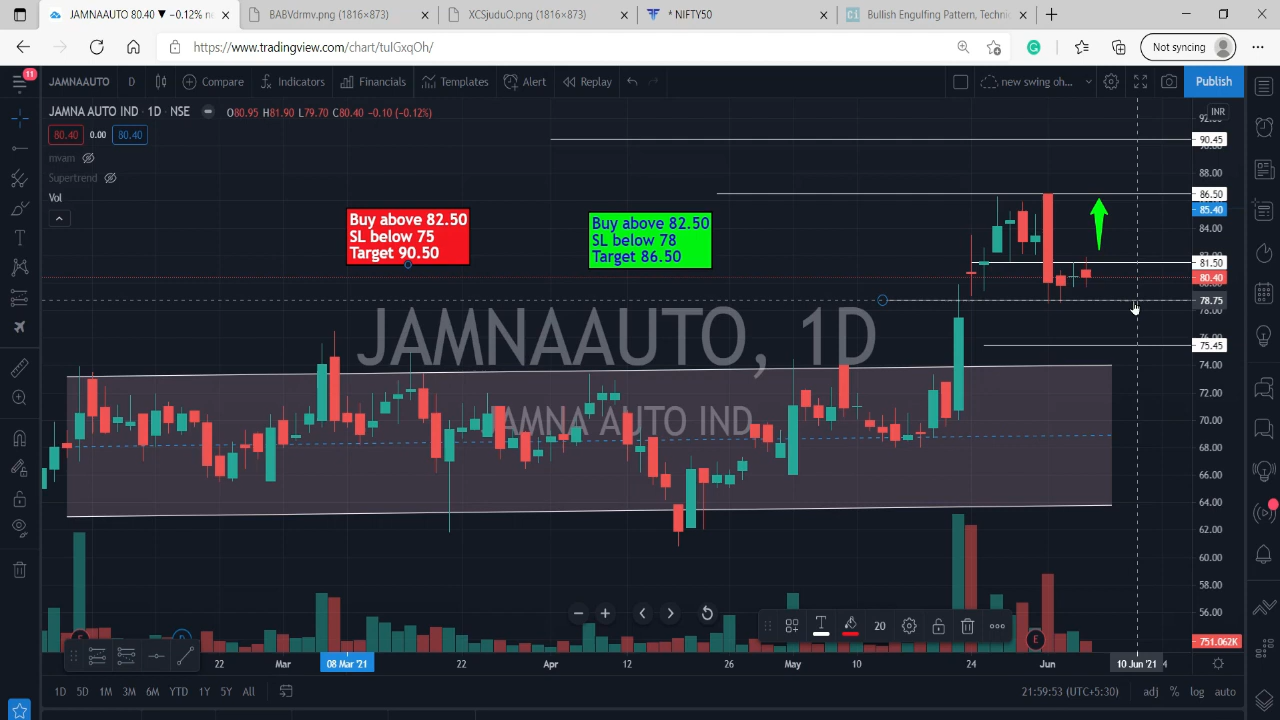 JAMNAAUTO 80.40 ▼ −0.12% ne
BABVdrmv.png (1816×873)
XCSjuduO.png (1816×873)
* NIFTY50
Bullish Engulfing Pattern, Technic
https://www.tradingview.com/chart/tuIGxqOh/
Not syncing
11
JAMNAAUTO
D
Compare
Indicators
Financials
Templates
Alert
Replay
new swing oh...
Publish
JAMNA AUTO IND · 1D · NSE
O80.95 H81.90 L79.70 C80.40 −0.10 (−0.12%)
INR
80.40
0.00
80.40
mvam
Supertrend
Vol
Buy above 82.50
SL below 75
Target 90.50
Buy above 82.50
SL below 78
Target 86.50
JAMNAAUTO, 1D
JAMNA AUTO IND
90.45
88.00
86.50
85.40
84.00
81.50
80.40
78.75
78.00
75.45
74.00
72.00
70.00
68.00
66.00
64.00
62.00
60.00
58.00
56.00
751.062K
E
D
E
T
20
22
Mar
08 Mar '21
22
Apr
12
26
May
10
24
Jun
10 Jun '21
4
1D
5D
1M
3M
6M
YTD
1Y
5Y
All
21:59:53 (UTC+5:30)
adj
%
log
auto